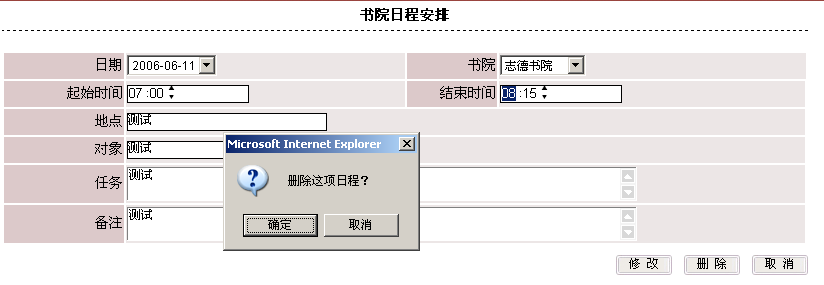 书院日程安排
日期 2006-06-11 书院 志德书院
起始时间 07:00 结束时间 08:15
地点 测试
对象 测试
任务 测试
备注 测试
Microsoft Internet Explorer
删除这项日程？
确定 取消
修改 删除 取消